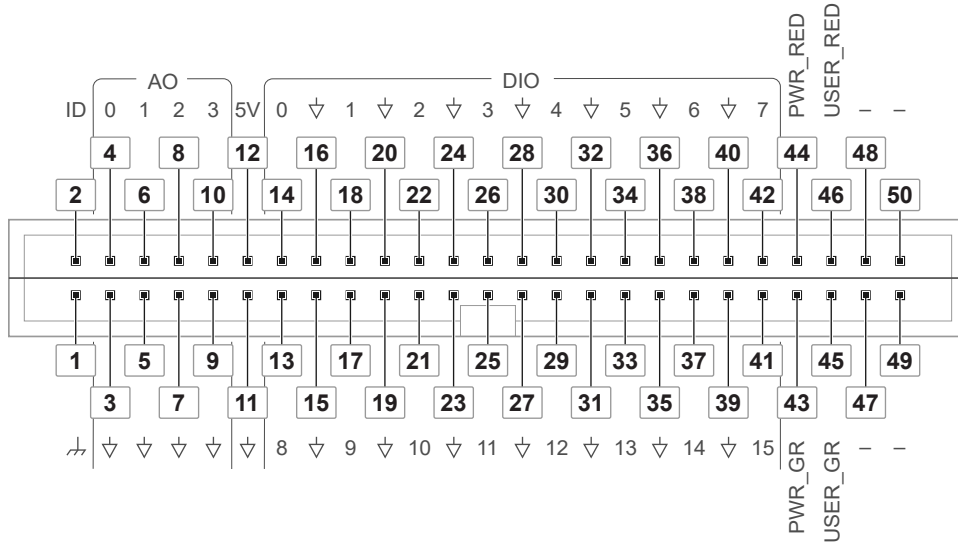 PWR_RED
USER_RED
AO
DIO
ID 0 1 2 3 5V 0 1 2 3 4 5 6 7 – –
4 8 12 16 20 24 28 32 36 40 44 48
2 6 10 14 18 22 26 30 34 38 42 46 50
1 5 9 13 17 21 25 29 33 37 41 45 49
3 7 11 15 19 23 27 31 35 39 43 47
8 9 10 11 12 13 14 15 – –
PWR_GR
USER_GR